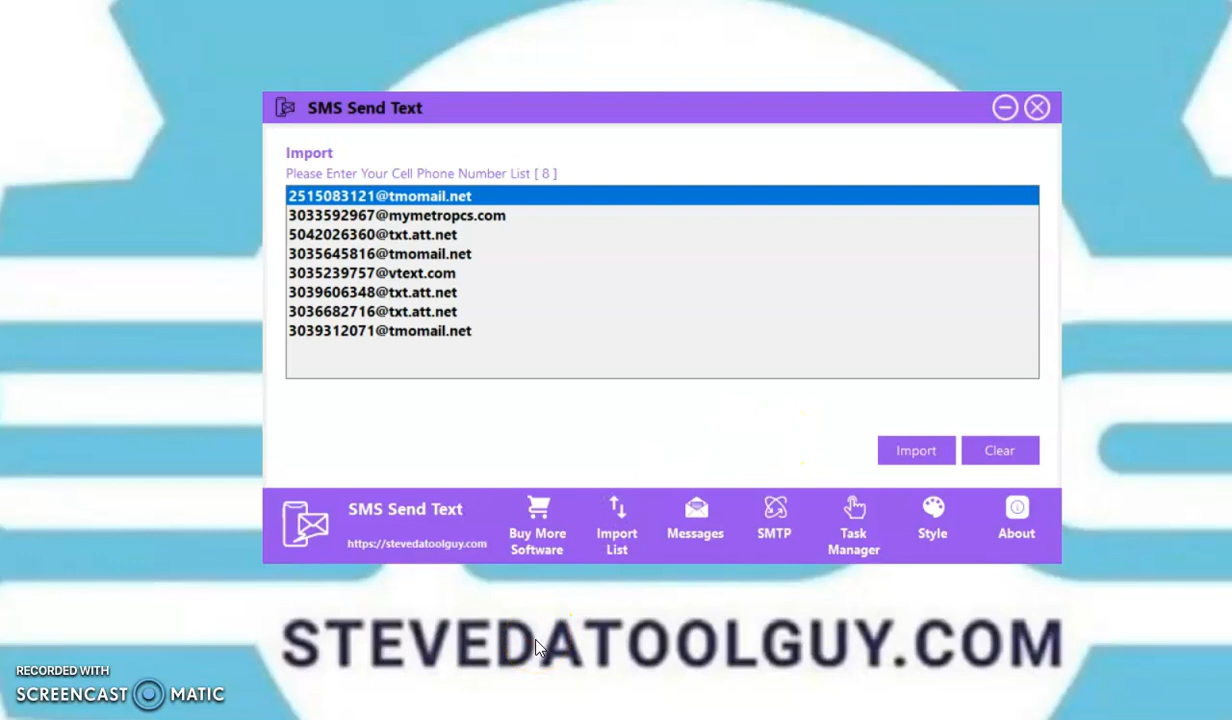 SMS Send Text
Import
Please Enter Your Cell Phone Number List [ 8 ]
2515083121@tmomail.net
3033592967@mymetropcs.com
5042026360@txt.att.net
3035645816@tmomail.net
3035239757@vtext.com
3039606348@txt.att.net
3036682716@txt.att.net
3039312071@tmomail.net
Import Clear
SMS Send Text
https://stevedatoolguy.com
Buy More
Software
Import
List
Messages
SMTP
Task
Manager
Style
About
STEVEDATOOLGUY.COM
RECORDED WITH
SCREENCAST MATIC